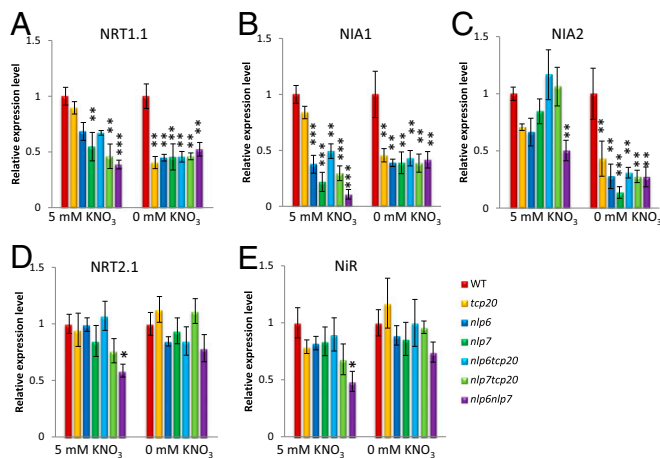 A
NRT1.1
Relative expression level
1.5
1
0.5
0
**
**
***
**
***
***
**
**
**
5 mM KNO3
0 mM KNO3
B
NIA1
Relative expression level
1.5
1
0.5
0
***
***
**
***
***
**
**
**
**
***
**
5 mM KNO3
0 mM KNO3
C
NIA2
Relative expression level
1.5
1
0.5
0
**
**
**
***
**
**
**
5 mM KNO3
0 mM KNO3
D
NRT2.1
Relative expression level
1.5
1
0.5
0
*
5 mM KNO3
0 mM KNO3
E
NiR
Relative expression level
1.5
1
0.5
0
*
5 mM KNO3
0 mM KNO3
WT
tcp20
nlp6
nlp7
nlp6tcp20
nlp7tcp20
nlp6nlp7